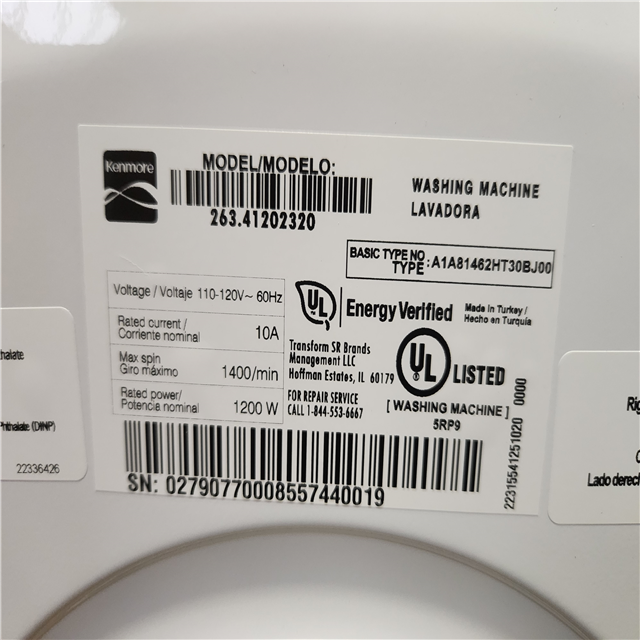 Kenmore
MODEL/MODELO:
263.41202320
WASHING MACHINE
LAVADORA
BASIC TYPE NO :A1A81462HT30BJ00
TYPE
Voltage / Voltaje 110-120V~ 60Hz
Rated current / Corriente nominal 10A
Max spin
Giro máximo 1400/min
Rated power/
Potencia nominal 1200 W
UL Energy Verified
Made in Turkey /
Hecho en Turquía
Transform SR Brands
Management LLC
Hoffman Estates, IL 60179
FOR REPAIR SERVICE
CALL 1-844-553-6667
UL LISTED
[ WASHING MACHINE ]
5RP9
SN: 02790770008557440019
22315541251020 0000
(DINP)
22336426
Lado